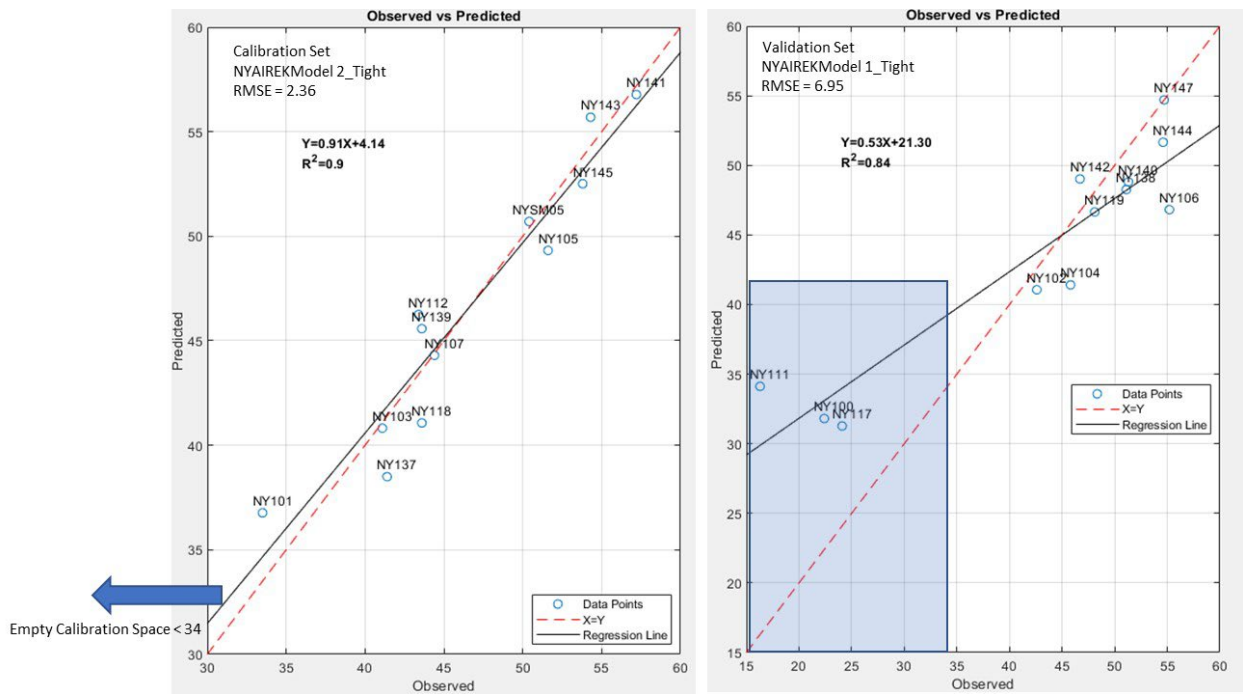 Observed vs Predicted
60
55
50
45
40
35
30
30
35
40
45
50
55
60
Predicted
Observed
Calibration Set
NYAIREKModel 2_Tight
RMSE = 2.36
Y=0.91X+4.14
R²=0.9
NY141
NY143
NY145
NYSM05
NY105
NY112
NY139
NY107
NY103
NY118
NY137
NY101
Data Points
X=Y
Regression Line
Empty Calibration Space < 34
Observed vs Predicted
60
55
50
45
40
35
30
25
20
15
15
20
25
30
35
40
45
50
55
60
Predicted
Observed
Validation Set
NYAIREKModel 1_Tight
RMSE = 6.95
Y=0.53X+21.30
R²=0.84
NY147
NY144
NY142
NY140
NY138
NY119
NY106
NY102
NY104
NY111
NY100
NY117
Data Points
X=Y
Regression Line